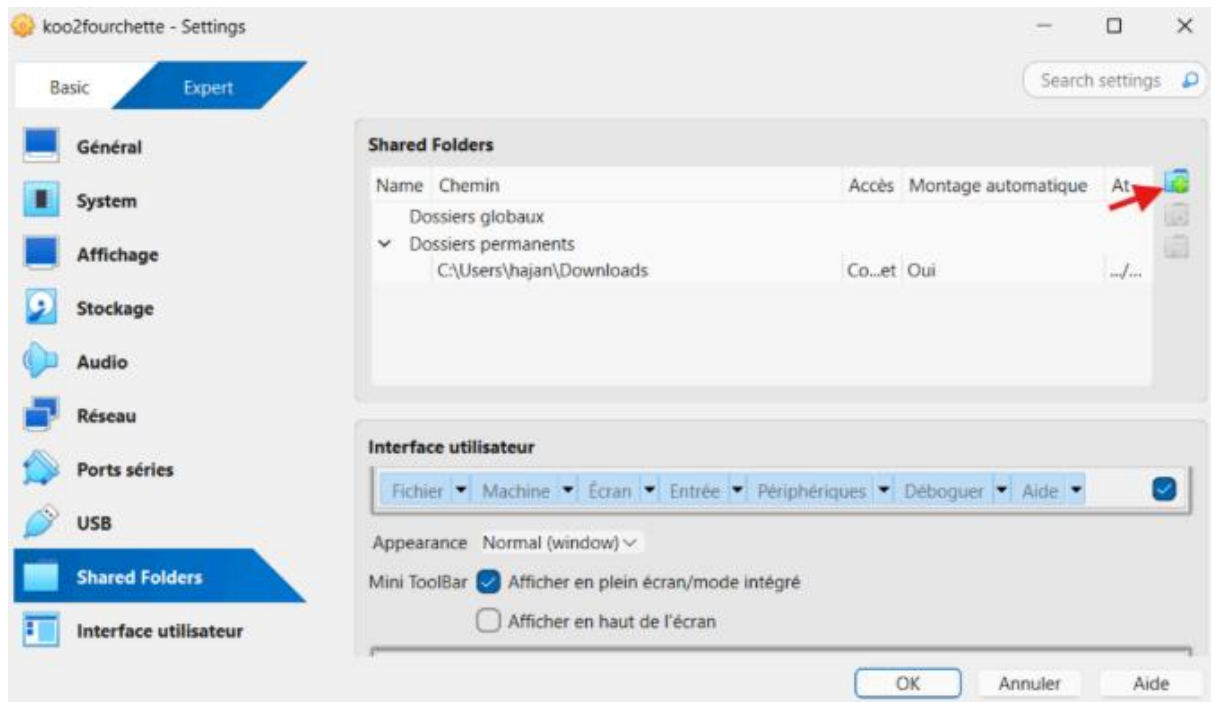 koo2fourchette - Settings
Basic
Expert
Search settings
Général
System
Affichage
Stockage
Audio
Réseau
Ports séries
USB
Shared Folders
Interface utilisateur
Shared Folders
Name Chemin Accès Montage automatique At
Dossiers globaux
Dossiers permanents
C:\Users\hajan\Downloads Co...et Oui .../...
Interface utilisateur
Fichier Machine Écran Entrée Périphériques Déboguer Aide
Appearance Normal (window)
Mini ToolBar Afficher en plein écran/mode intégré
Afficher en haut de l'écran
OK Annuler Aide